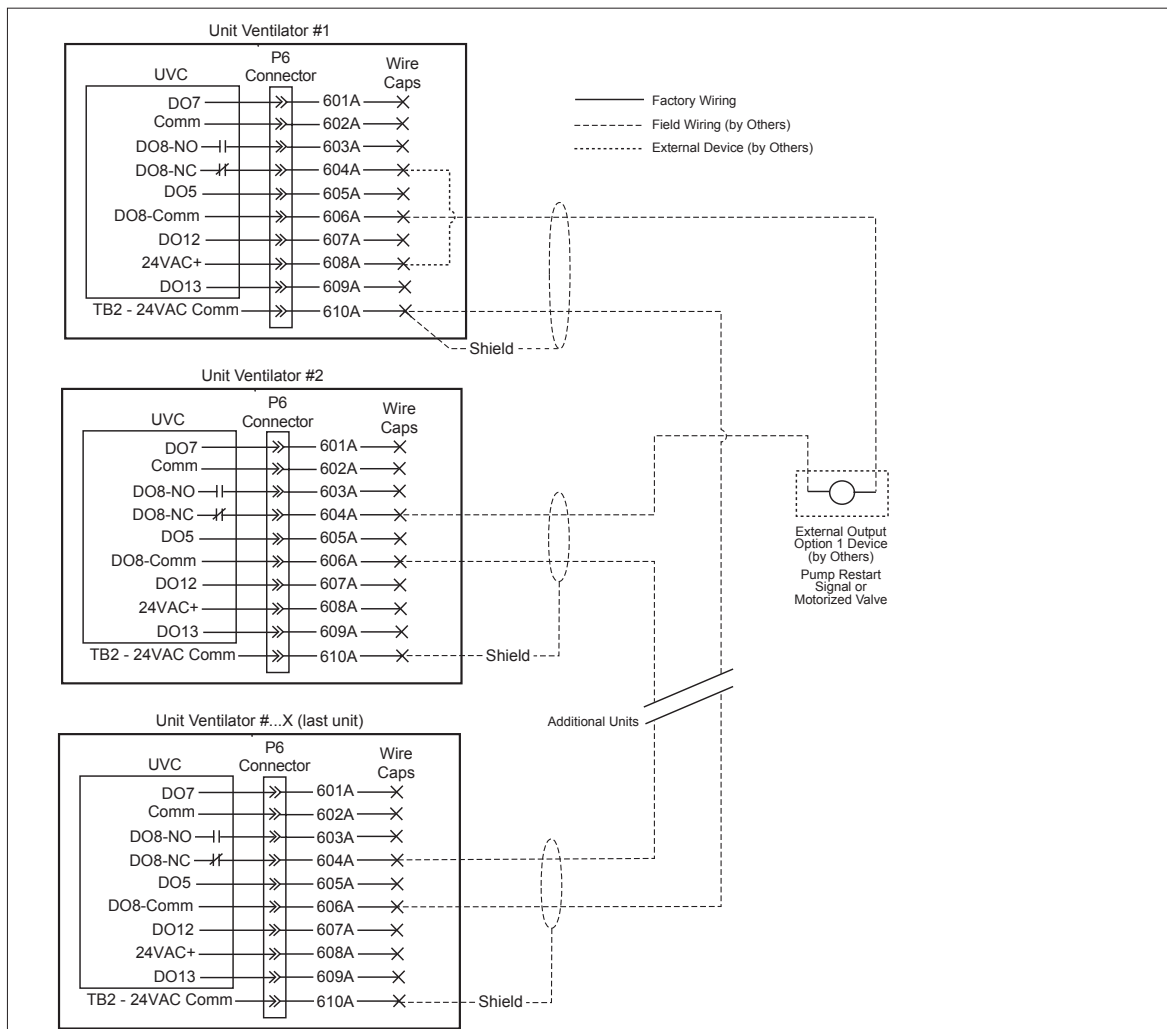 Unit Ventilator #1
P6
Connector
Wire
Caps
UVC
DO7
601A
Comm
602A
DO8-NO
603A
DO8-NC
604A
DO5
605A
DO8-Comm
606A
DO12
607A
24VAC+
608A
DO13
609A
TB2 - 24VAC Comm
610A
Shield
Factory Wiring
Field Wiring (by Others)
External Device (by Others)
Unit Ventilator #2
P6
Connector
Wire
Caps
UVC
DO7
601A
Comm
602A
DO8-NO
603A
DO8-NC
604A
DO5
605A
DO8-Comm
606A
DO12
607A
24VAC+
608A
DO13
609A
TB2 - 24VAC Comm
610A
Shield
External Output
Option 1 Device
(by Others)
Pump Restart
Signal or
Motorized Valve
Additional Units
Unit Ventilator #...X (last unit)
P6
Connector
Wire
Caps
UVC
DO7
601A
Comm
602A
DO8-NO
603A
DO8-NC
604A
DO5
605A
DO8-Comm
606A
DO12
607A
24VAC+
608A
DO13
609A
TB2 - 24VAC Comm
610A
Shield